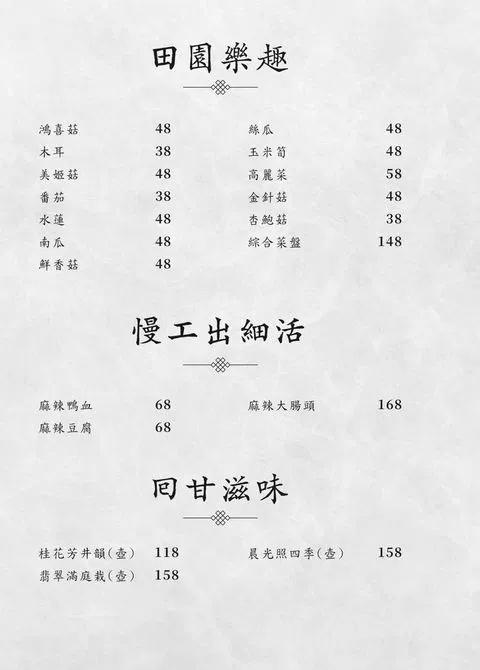 田園樂趣
鴻喜菇 48 絲瓜 48
木耳 38 玉米筍 48
美姬菇 48 高麗菜 58
番茄 38 金針菇 48
水蓮 48 杏鮑菇 38
南瓜 48 綜合菜盤 148
鮮香菇 48
慢工出細活
麻辣鴨血 68 麻辣大腸頭 168
麻辣豆腐 68
回甘滋味
桂花芳井韻(壺) 118 晨光照四季(壺) 158
翡翠滿庭栽(壺) 158